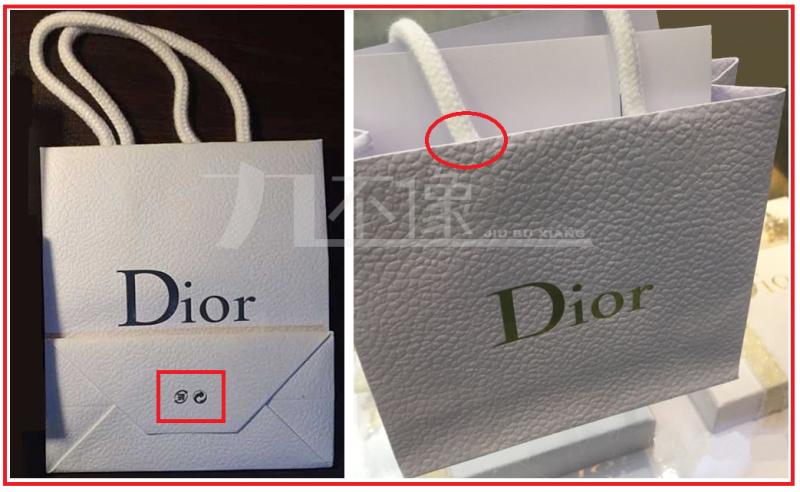 九不像
JIU BU XIANG
Dior
Dior